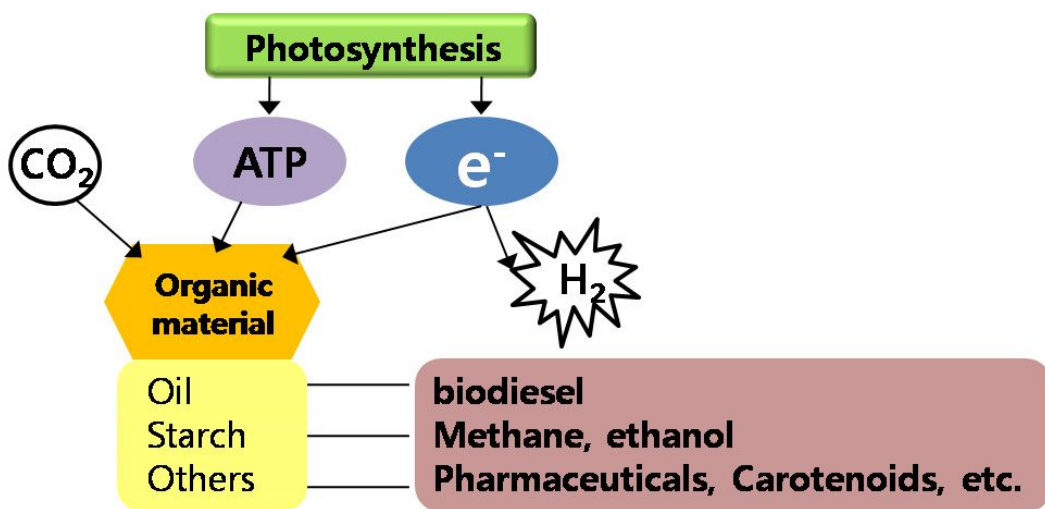 Photosynthesis
CO₂
ATP
e⁻
Organic
material
H₂
Oil
biodiesel
Starch
Methane, ethanol
Others
Pharmaceuticals, Carotenoids, etc.